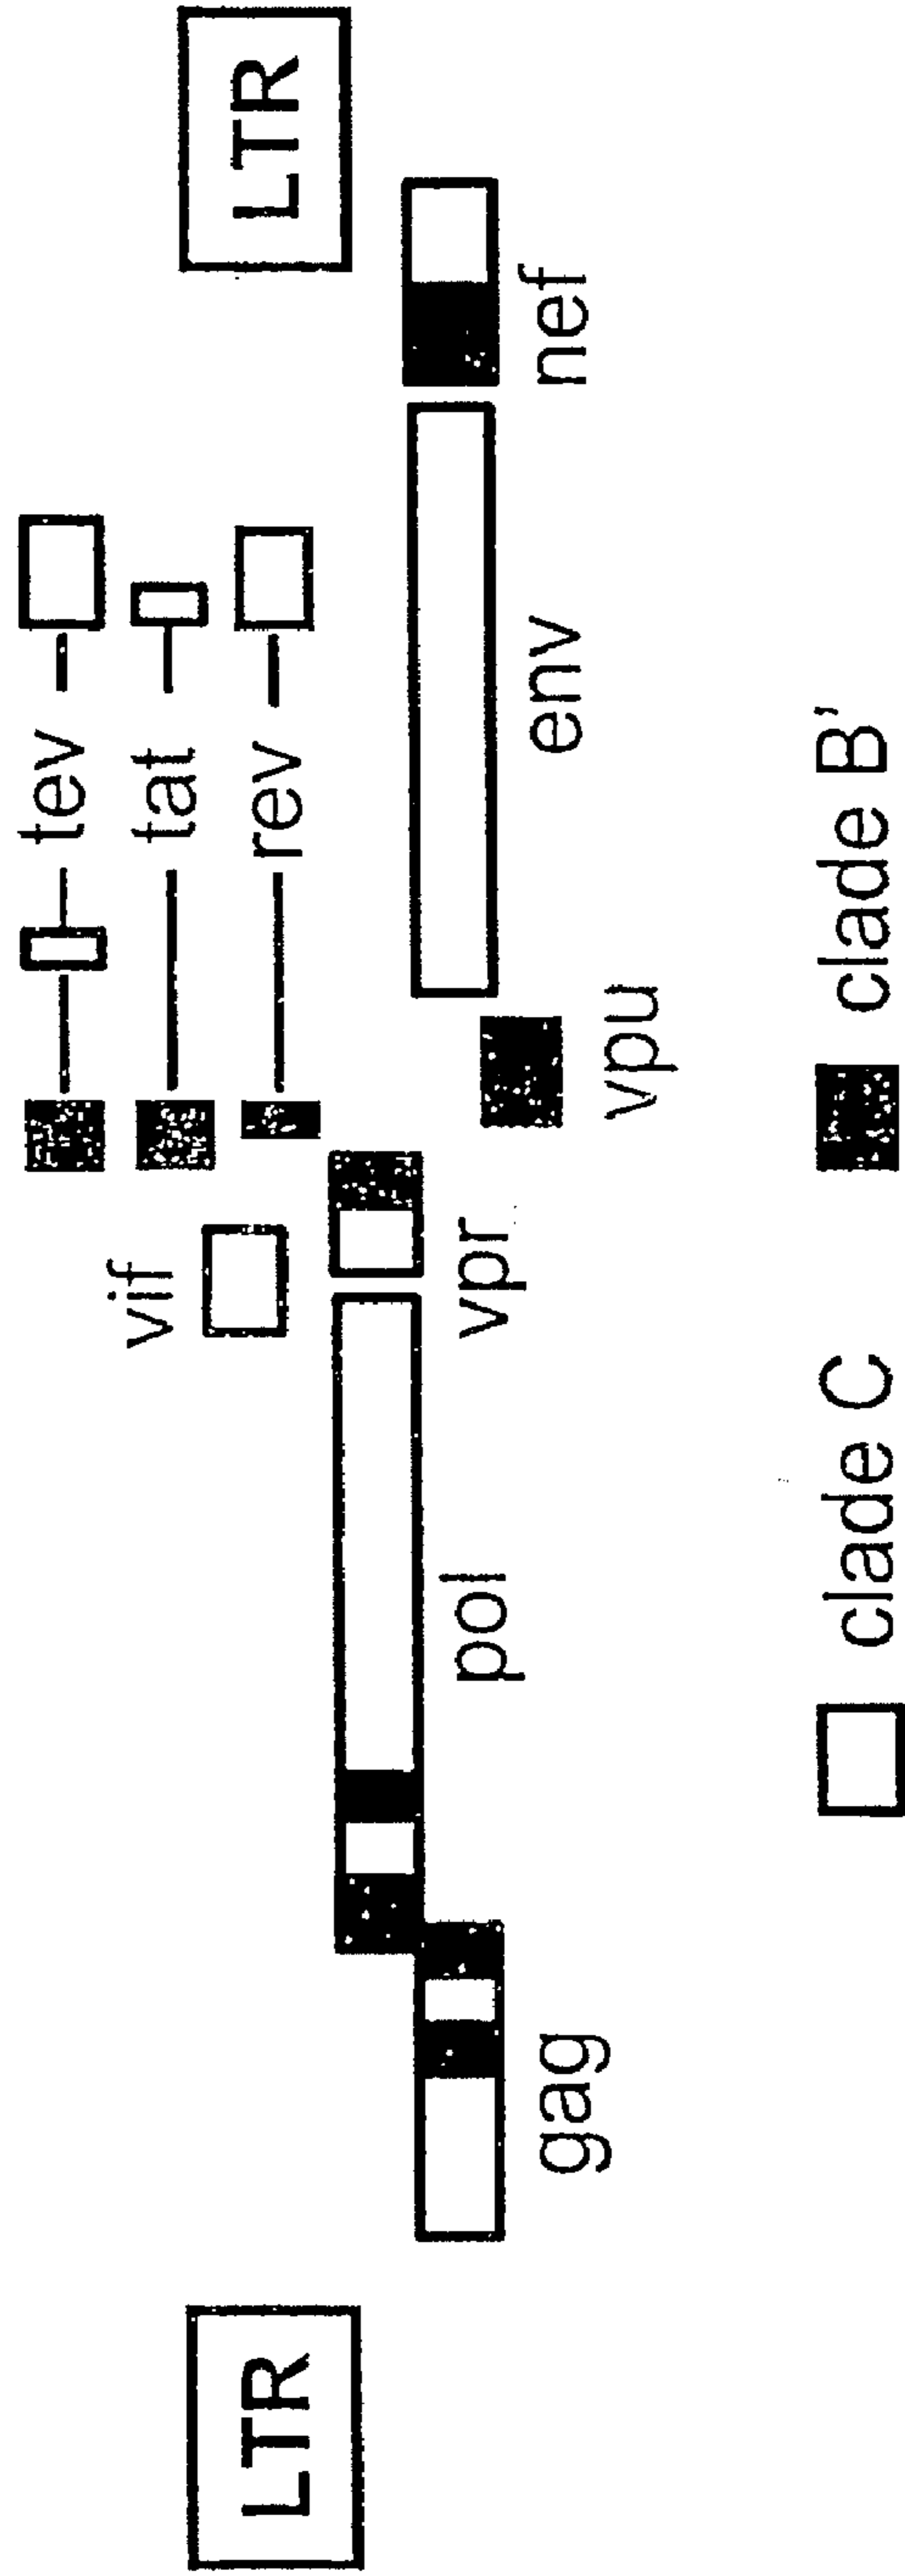 LTR
gag
pol
vif
vpr
tev
tat
rev
vpu
env
nef
LTR
clade C
clade B'